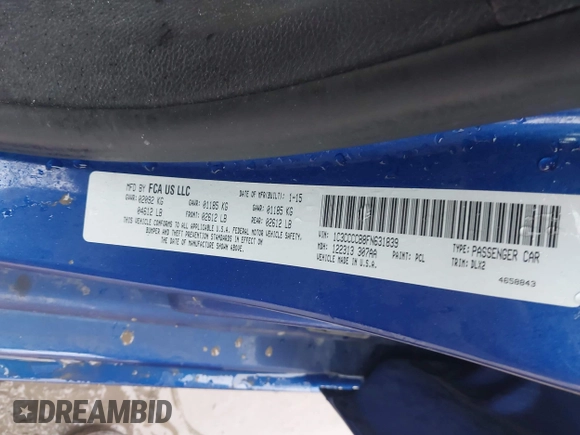 MFD BY FCA US LLC
DATE OF MFR(BUILT): 1-15
GVWR: 02092 KG GAWR: 01185 KG GAWR: 01185 KG
04612 LB FRONT: 02612 LB REAR: 02612 LB
THIS VEHICLE CONFORMS TO ALL APPLICABLE U.S.A. FEDERAL MOTOR VEHICLE SAFETY,
BUMPER AND THEFT PREVENTION STANDARDS IN EFFECT ON THE DATE
OF MANUFACTURE SHOWN ABOVE.
VIN: 1C3CCCCB8FN631839
TYPE: PASSENGER CAR
MDH: 122313 307AA PAINT: PCL TRIM: DLX2
VEHICLE MADE IN U.S.A.
4658843
DREAMBID